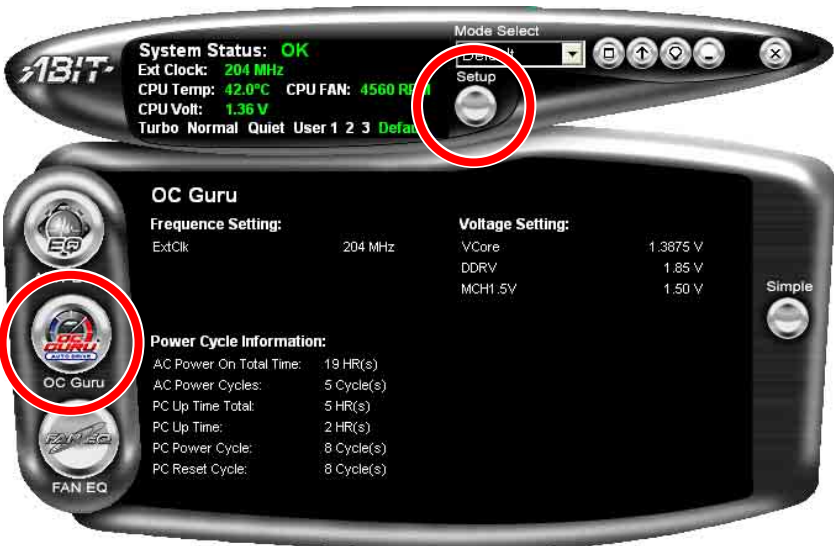 ABIT
System Status: OK
Ext Clock: 204 MHz
CPU Temp: 42.0°C CPU FAN: 4560 RPM
CPU Volt: 1.36 V
Turbo Normal Quiet User 1 2 3 Default
Mode Select
Default
Setup
OC Guru
Frequence Setting:
ExtClk 204 MHz
Voltage Setting:
VCore 1.3875 V
DDRV 1.85 V
MCH1.5V 1.50 V
Power Cycle Information:
AC Power On Total Time: 19 HR(s)
AC Power Cycles: 5 Cycle(s)
PC Up Time Total: 5 HR(s)
PC Up Time: 2 HR(s)
PC Power Cycle: 8 Cycle(s)
PC Reset Cycle: 8 Cycle(s)
EQ
OC
GURU
AUTO DRIVE
OC Guru
FAN EQ
FAN EQ
Simple